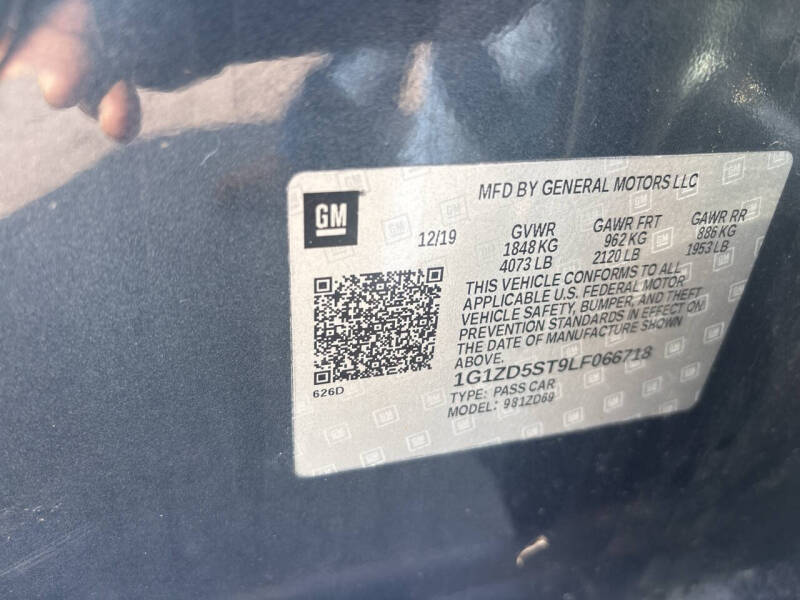 GM
MFD BY GENERAL MOTORS LLC
12/19
GVWR GAWR FRT GAWR RR
1848 KG 962 KG 886 KG
4073 LB 2120 LB 1953 LB
THIS VEHICLE CONFORMS TO ALL
APPLICABLE U.S. FEDERAL MOTOR
VEHICLE SAFETY, BUMPER, AND THEFT
PREVENTION STANDARDS IN EFFECT ON
THE DATE OF MANUFACTURE SHOWN
ABOVE.
1G1ZD5ST9LF066718
626D
TYPE: PASS CAR
MODEL: 981ZD69